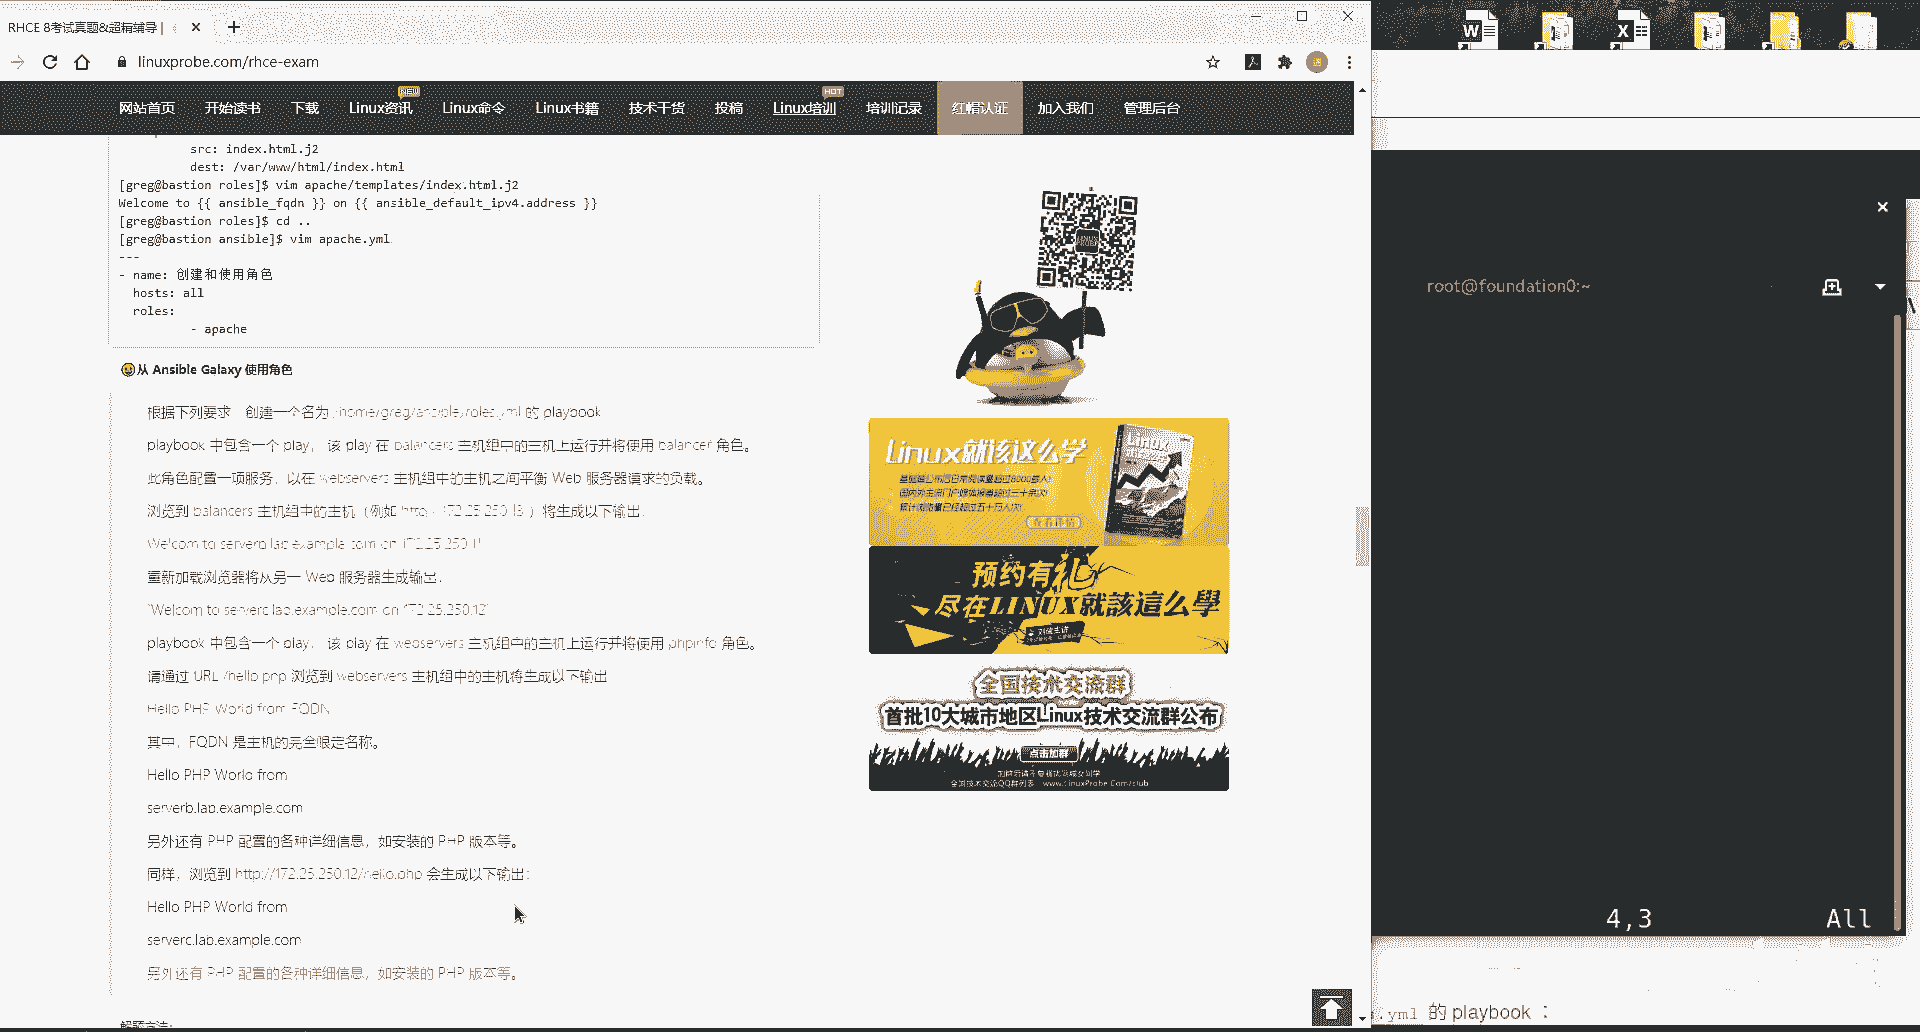 RHCE 8考试真题&超精辅导 |
linuxprobe.com/rhce-exam
网站首页 开始读书 下载 Linux资讯 NEW Linux命令 Linux书籍 技术干货 投稿 Linux培训 HOT 培训记录 红帽认证 加入我们 管理后台
src: index.html.j2
dest: /var/www/html/index.html
[greg@bastion roles]$ vim apache/templates/index.html.j2
Welcome to {{ ansible_fqdn }} on {{ ansible_default_ipv4.address }}
[greg@bastion roles]$ cd ..
[greg@bastion ansible]$ vim apache.yml
---
- name: 创建和使用角色
hosts: all
roles:
- apache
从 Ansible Galaxy 使用角色
根据下列要求 创建一个名为 /home/greg/ansible/roles.yml 的 playbook
playbook 中包含一个 play， 该 play 在 balancers 主机组中的主机上运行并将使用 balancer 角色。
此角色配置一项服务，以在 webservers 主机组中的主机之间平衡 Web 服务器请求的负载。
浏览到 balancers 主机组中的主机（例如 172.25.250.13 ）将生成以下输出:
Welcom to serverb.lab.example.com on 172.25.250.11
重新加载浏览器将从另一 Web 服务器生成输出:
Welcom to serverc.lab.example.com on 172.25.250.12
playbook 中包含一个 play， 该 play 在 webservers 主机组中的主机上运行并将使用 phpinfo 角色。
请通过 URL /hello.php 浏览到 webservers 主机组中的主机将生成以下输出
Hello PHP World from FQDN
其中，FQDN 是主机的完全限定名称。
Hello PHP World from
serverb.lab.example.com
另外还有 PHP 配置的各种详细信息，如安装的 PHP 版本等。
同样，浏览到 http://172.25.250.12/hello.php 会生成以下输出:
Hello PHP World from
serverc.lab.example.com
另外还有 PHP 配置的各种详细信息，如安装的 PHP 版本等。
解题方法:
Linux就该这么学
查看详情
预约有礼
尽在LINUX就該這么學
全国技术交流群
首批10大城市地区Linux技术交流群公布
点击加群
www.LinuxProbe.Com/club
root@foundation0:~
4,3 All
.yml 的 playbook ：